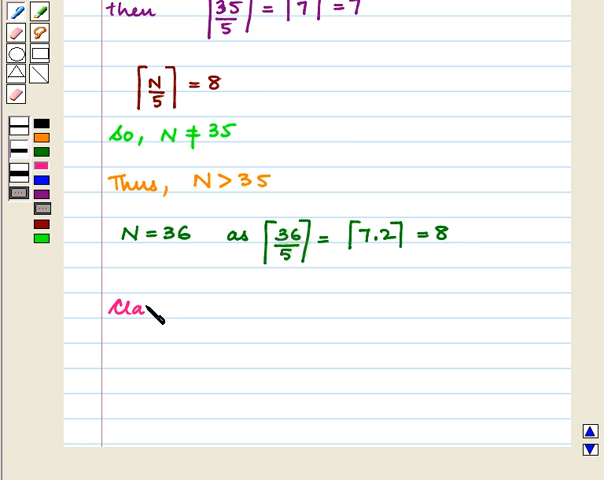 then ⌈35/5⌉ = ⌈7⌉ = 7
⌈N/5⌉ = 8
So, N ≠ 35
Thus, N > 35
N = 36 as ⌈36/5⌉ = ⌈7.2⌉ = 8
Cla